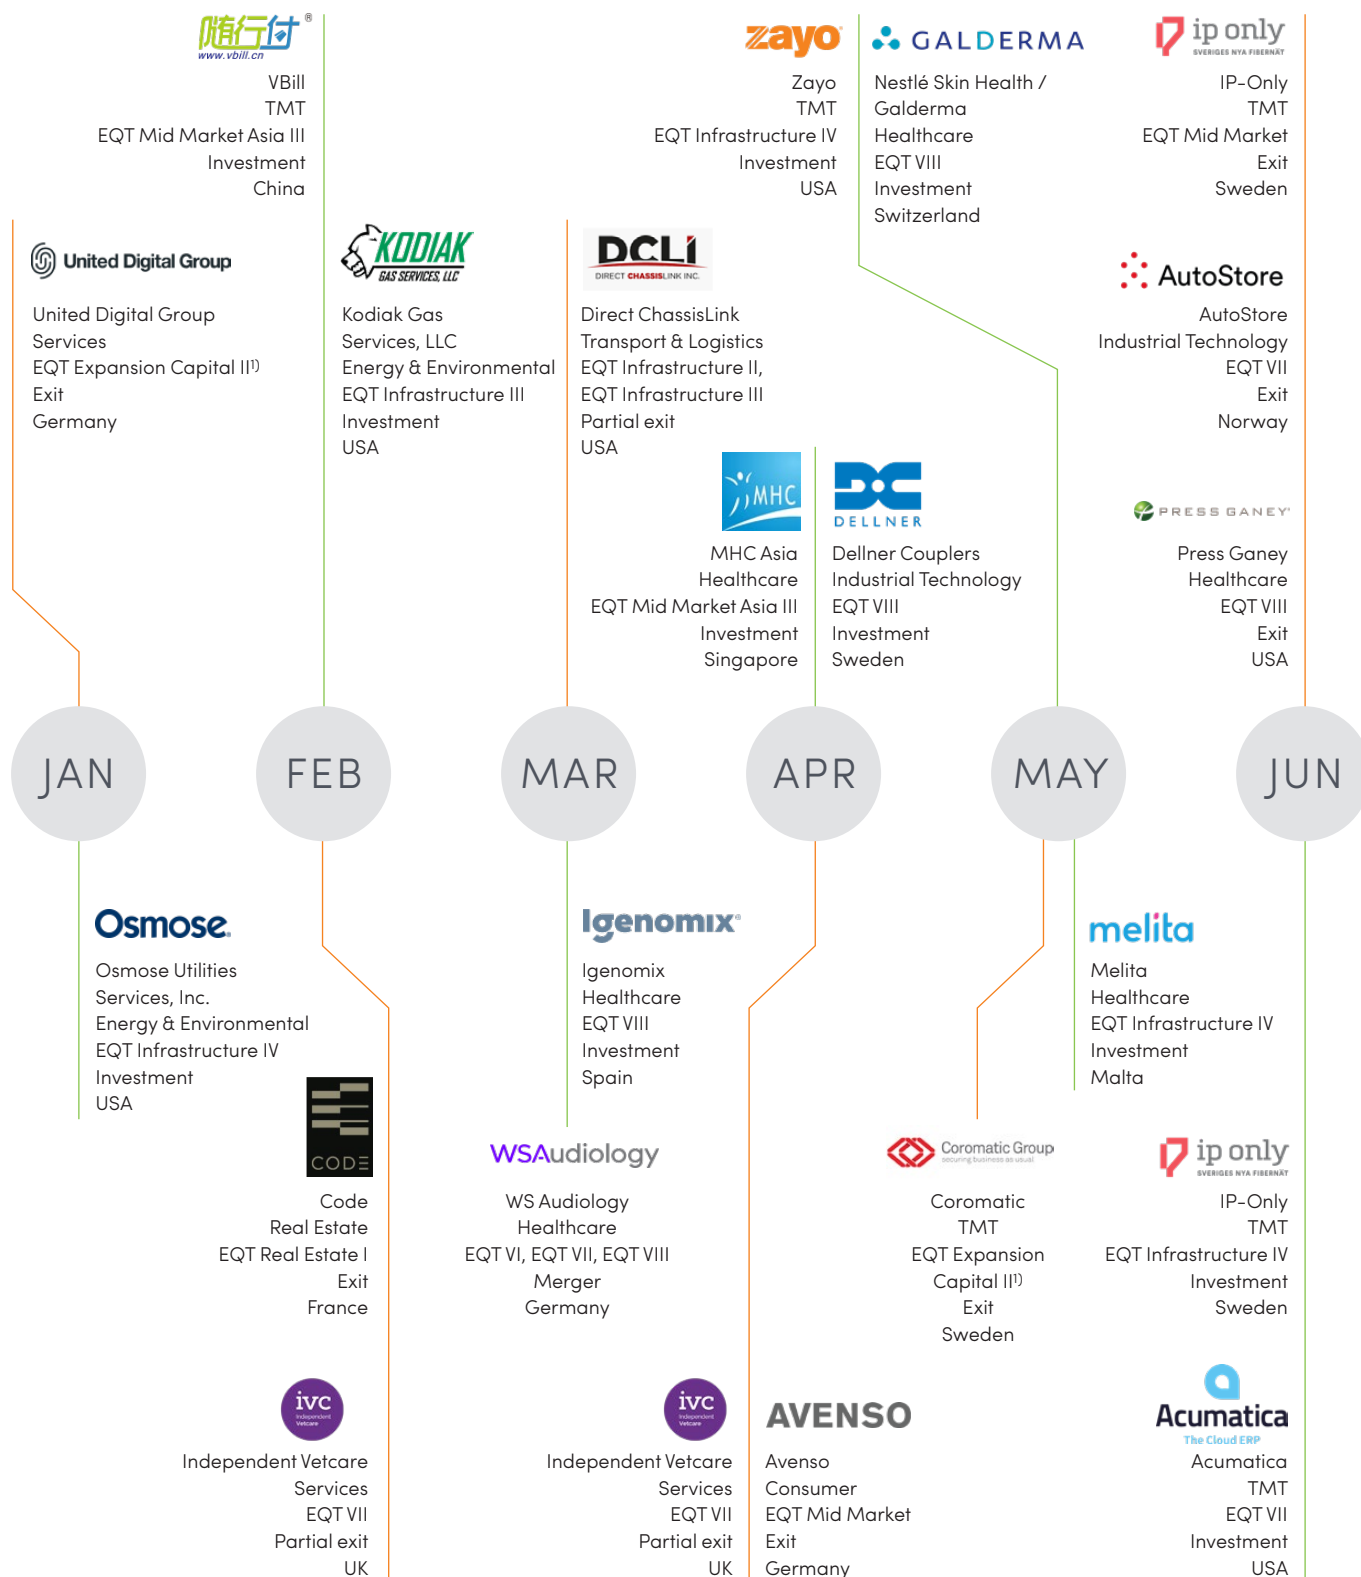 随行付®
www.vbill.cn
VBill
TMT
EQT Mid Market Asia III
Investment
China
zayo
Zayo
TMT
EQT Infrastructure IV
Investment
USA
GALDERMA
Nestlé Skin Health /
Galderma
Healthcare
EQT VIII
Investment
Switzerland
ip only
SVERIGES NYA FIBERNÄT
IP-Only
TMT
EQT Mid Market
Exit
Sweden
United Digital Group
United Digital Group
Services
EQT Expansion Capital II1)
Exit
Germany
KODIAK
GAS SERVICES, LLC
Kodiak Gas
Services, LLC
Energy & Environmental
EQT Infrastructure III
Investment
USA
DCLI
DIRECT CHASSISLINK INC.
Direct ChassisLink
Transport & Logistics
EQT Infrastructure II,
EQT Infrastructure III
Partial exit
USA
AutoStore
AutoStore
Industrial Technology
EQT VII
Exit
Norway
MHC
MHC Asia
Healthcare
EQT Mid Market Asia III
Investment
Singapore
DELLNER
Dellner Couplers
Industrial Technology
EQT VIII
Investment
Sweden
PRESS GANEY
Press Ganey
Healthcare
EQT VIII
Exit
USA
JAN
FEB
MAR
APR
MAY
JUN
Osmose
Osmose Utilities
Services, Inc.
Energy & Environmental
EQT Infrastructure IV
Investment
USA
Igenomix®
Igenomix
Healthcare
EQT VIII
Investment
Spain
melita
Melita
Healthcare
EQT Infrastructure IV
Investment
Malta
CODE
Code
Real Estate
EQT Real Estate I
Exit
France
WSAudiology
WS Audiology
Healthcare
EQT VI, EQT VII, EQT VIII
Merger
Germany
Coromatic Group
securing business as usual
Coromatic
TMT
EQT Expansion
Capital II1)
Exit
Sweden
ip only
SVERIGES NYA FIBERNÄT
IP-Only
TMT
EQT Infrastructure IV
Investment
Sweden
ivc
Independent
Vetcare
Independent Vetcare
Services
EQT VII
Partial exit
UK
ivc
Independent
Vetcare
Independent Vetcare
Services
EQT VII
Partial exit
UK
AVENSO
Avenso
Consumer
EQT Mid Market
Exit
Germany
Acumatica
The Cloud ERP
Acumatica
TMT
EQT VII
Investment
USA